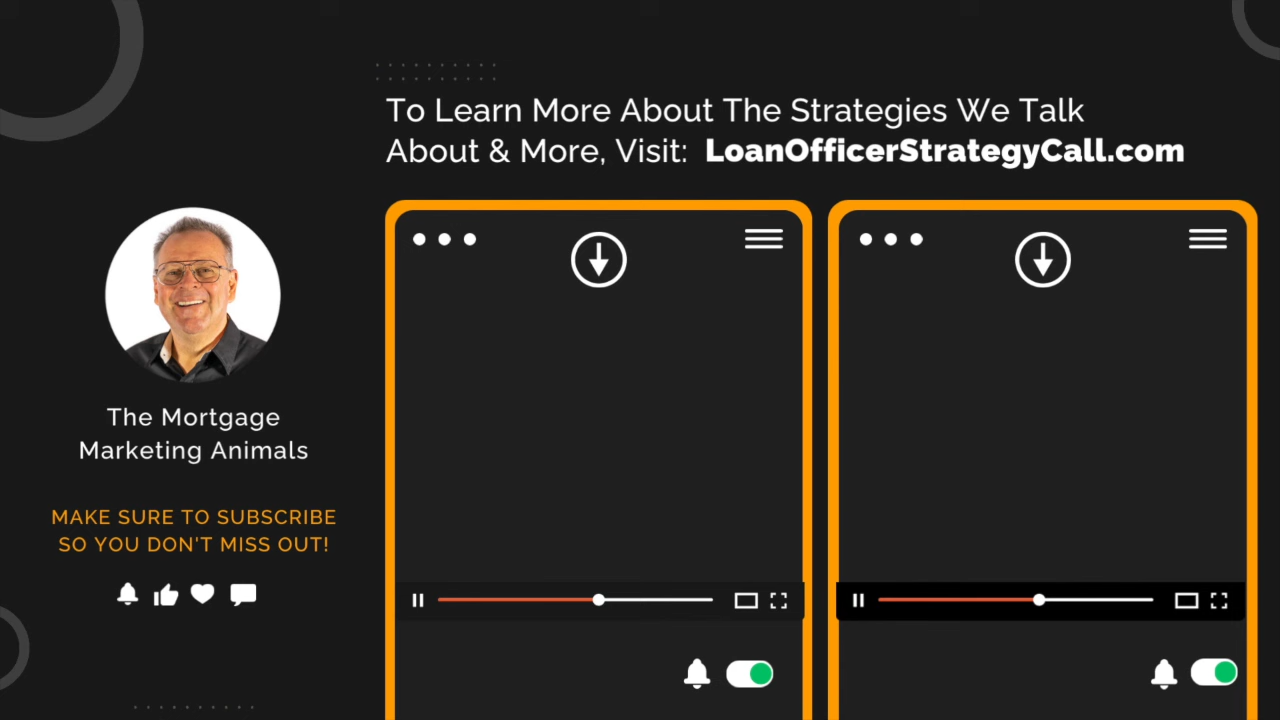 To Learn More About The Strategies We Talk
About & More, Visit: LoanOfficerStrategyCall.com
The Mortgage
Marketing Animals
MAKE SURE TO SUBSCRIBE
SO YOU DON'T MISS OUT!